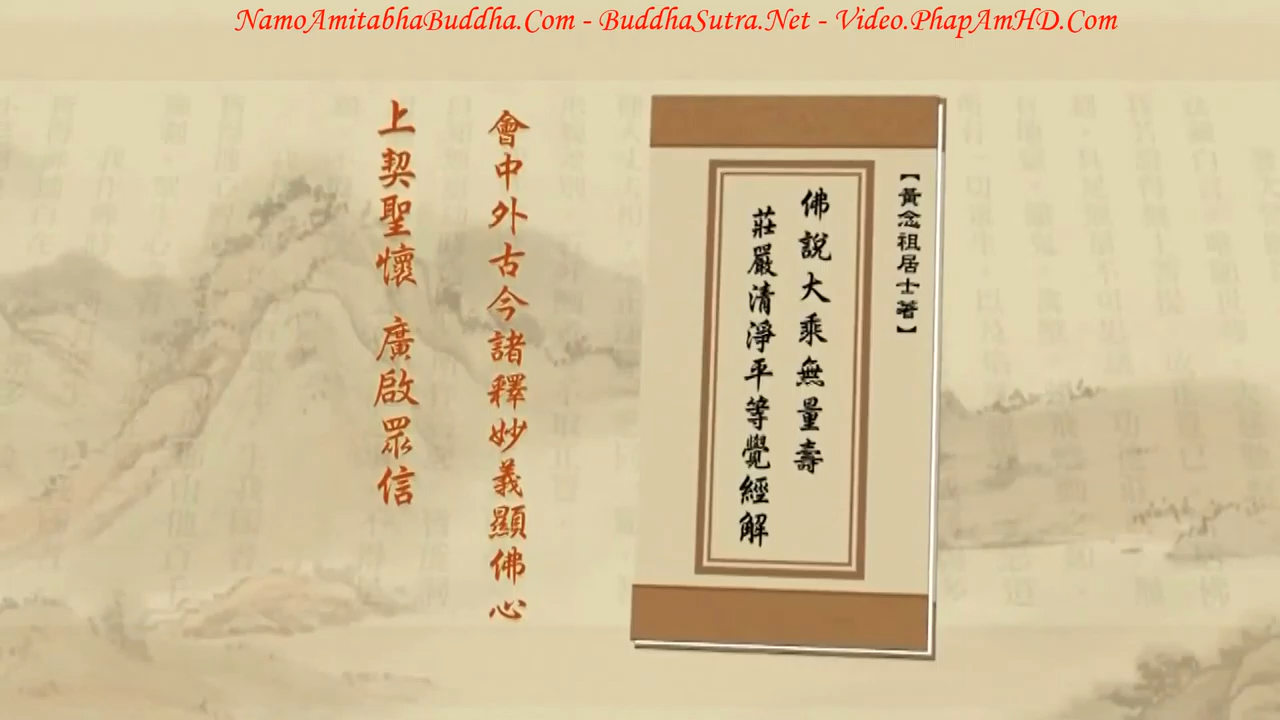 NamoAmitabhaBuddha.Com - BuddhaSutra.Net - Video.PhapAmHD.Com
【黃念祖居士著】
佛說大乘無量壽
莊嚴清淨平等覺經解
會中外古今諸釋妙義顯佛心
上契聖懷 廣啟眾信